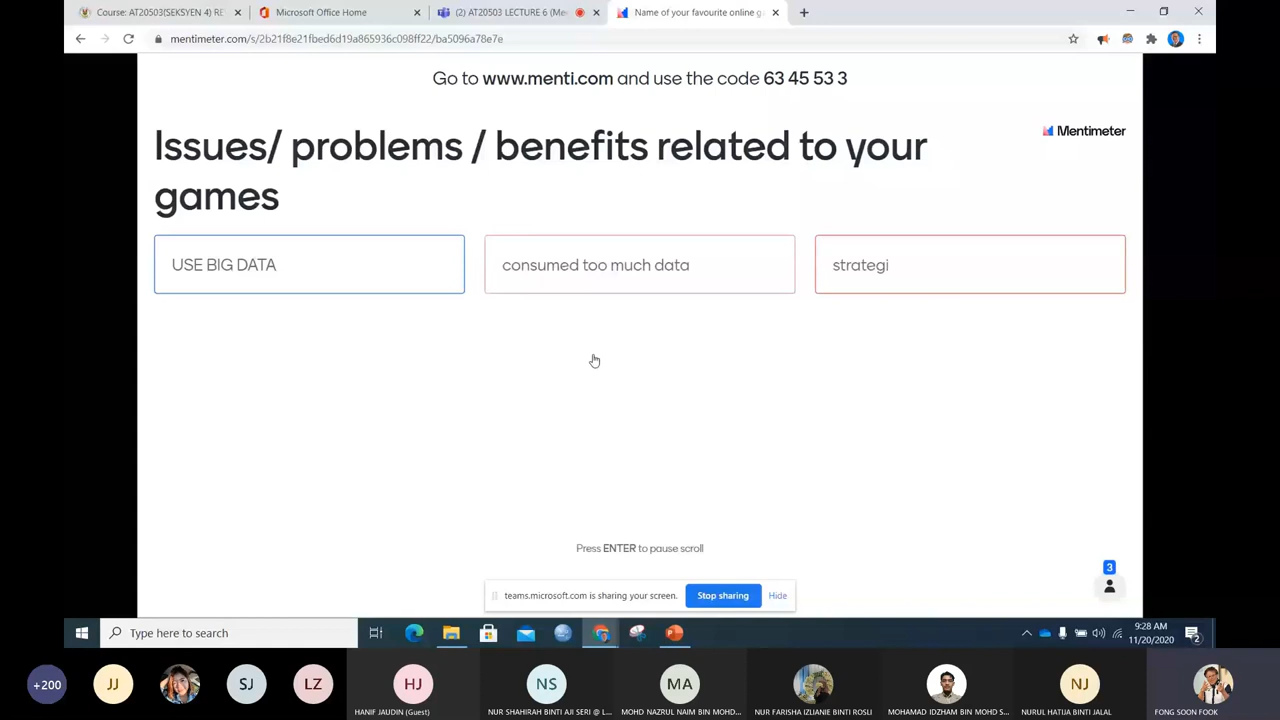 Course: AT20503(SEKSYEN 4) RE
Microsoft Office Home
(2) AT20503 LECTURE 6 (Mee
Name of your favourite online g
mentimeter.com/s/2b21f8e21fbed6d19a865936c098ff22/ba5096a78e7e
Go to www.menti.com and use the code 63 45 53 3
Issues/ problems / benefits related to your
games
Mentimeter
USE BIG DATA
consumed too much data
strategi
Press ENTER to pause scroll
3
teams.microsoft.com is sharing your screen.
Stop sharing
Hide
Type here to search
9:28 AM
11/20/2020
2
+200
JJ
SJ
LZ
HJ
NS
MA
NJ
HANIF JAUDIN (Guest)
NUR SHAHIRAH BINTI AJI SERI @ L...
MOHD NAZRUL NAIM BIN MOHD...
NUR FARISHA IZLIANIE BINTI ROSLI
MOHAMAD IDZHAM BIN MOHD S...
NURUL HATIJA BINTI JALAL
FONG SOON FOOK